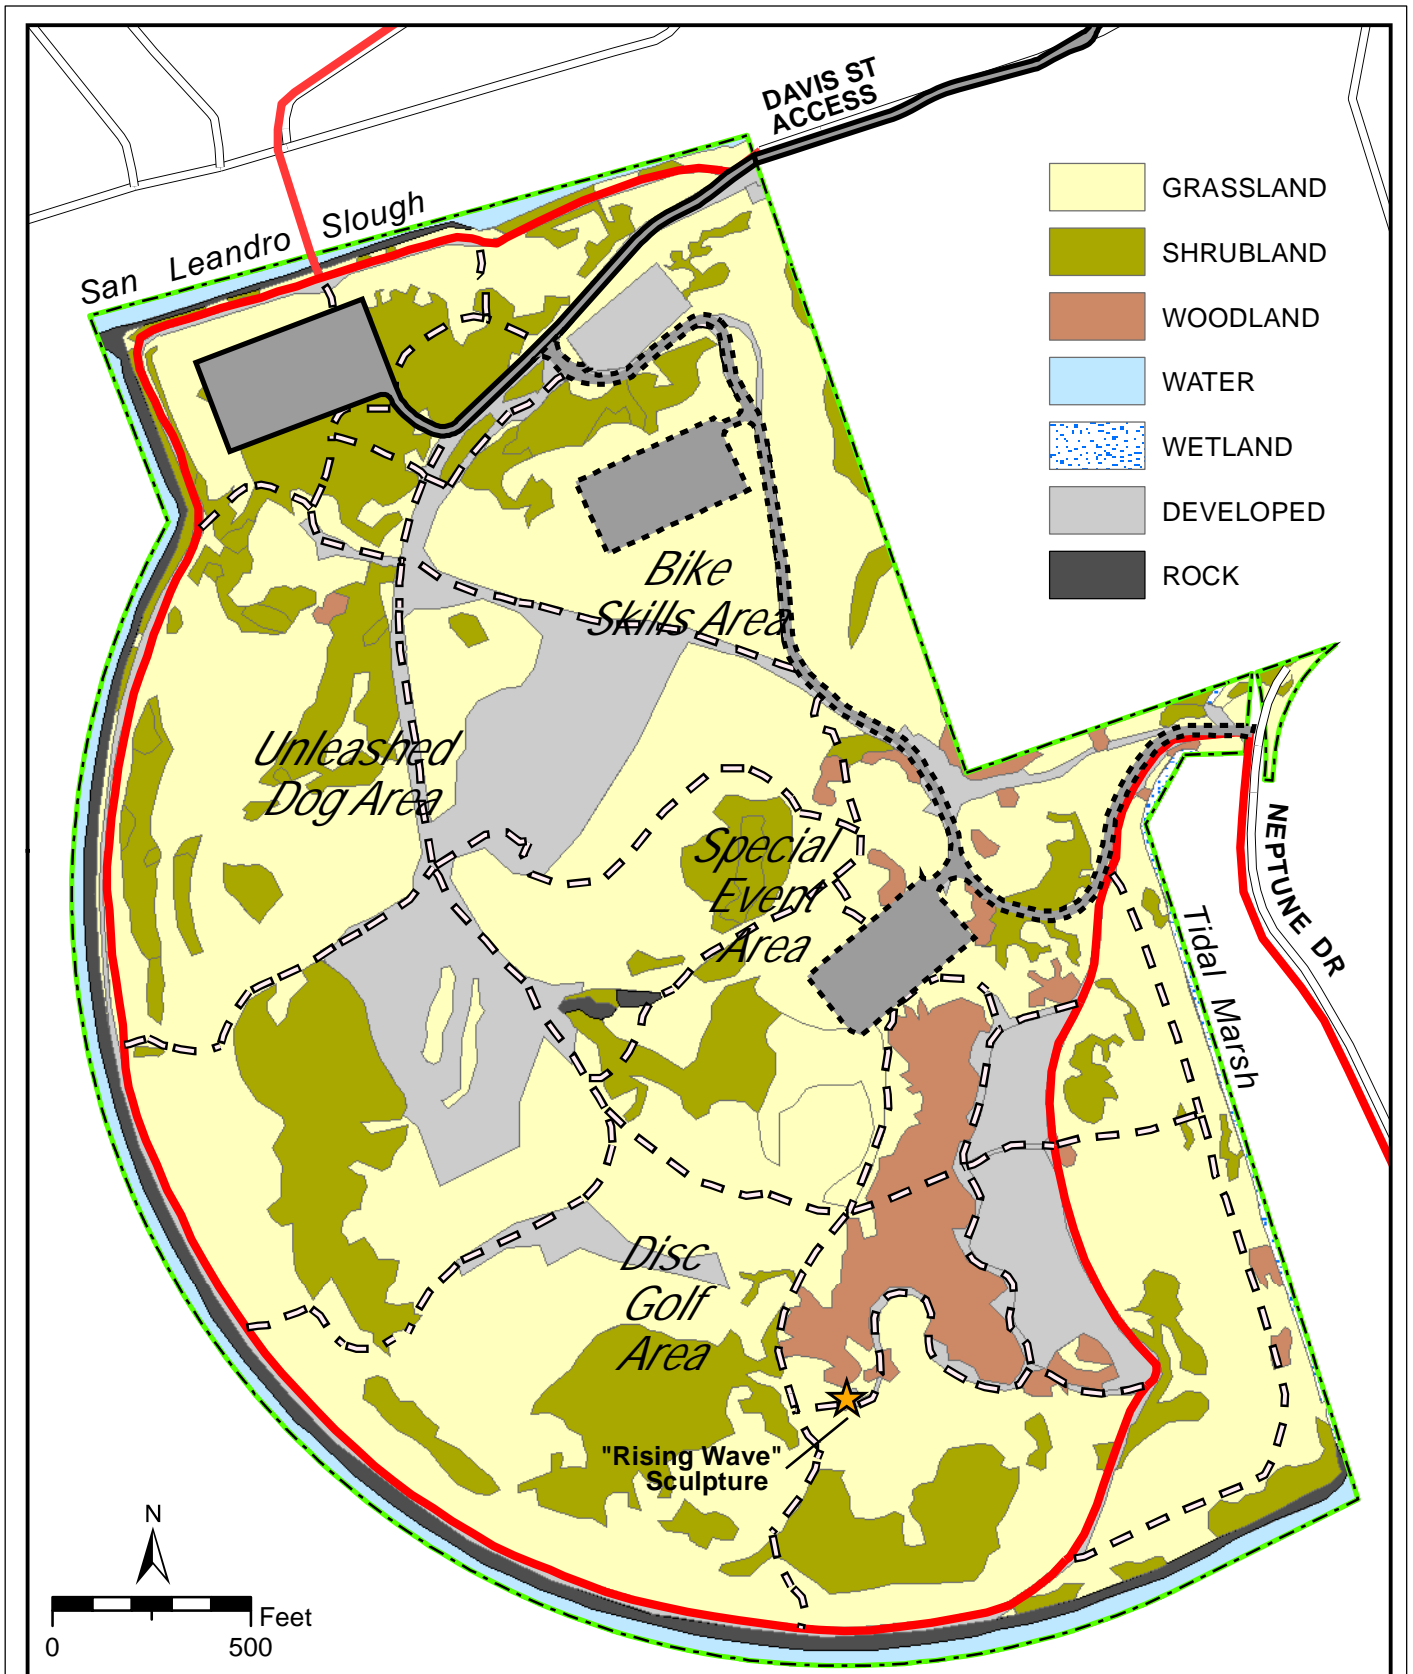 DAVIS ST
ACCESS
San Leandro Slough
GRASSLAND
SHRUBLAND
WOODLAND
WATER
WETLAND
DEVELOPED
ROCK
Bike
Skills Area
Unleashed
Dog Area
Special
Event
Area
NEPTUNE DR
Tidal Marsh
Disc
Golf
Area
"Rising Wave"
Sculpture
N
Feet
0 500